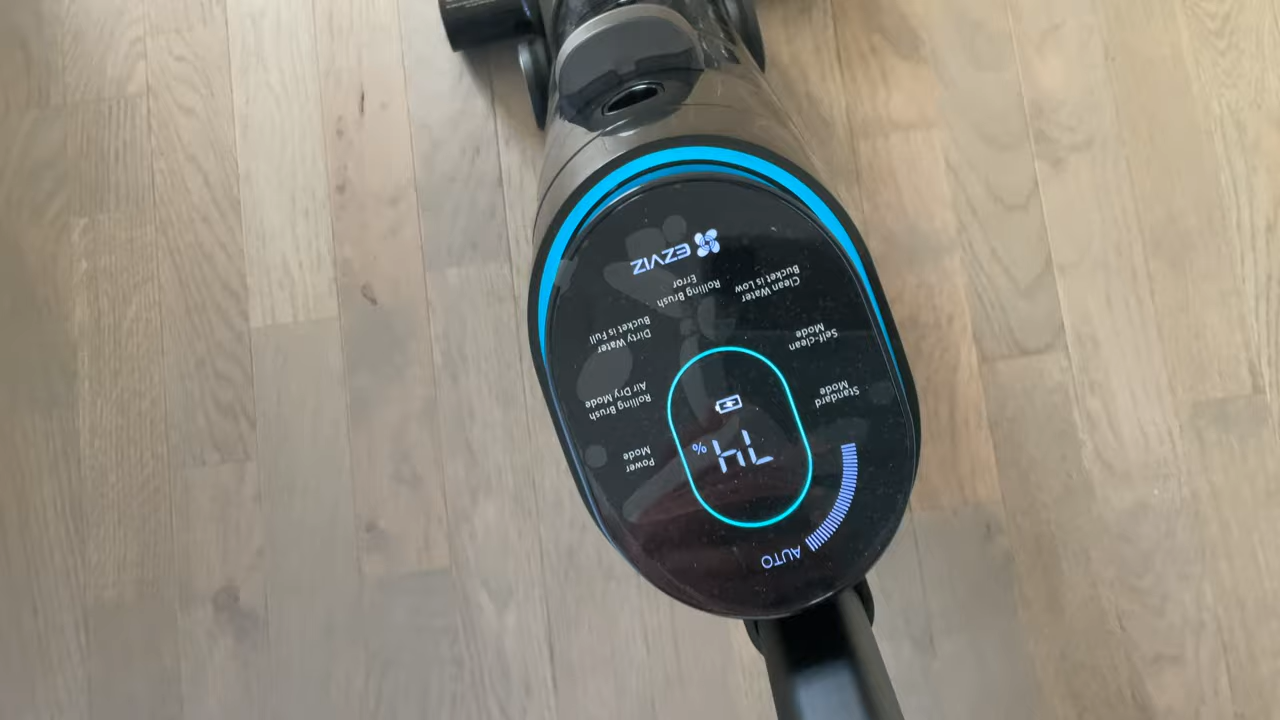 AUTO
74%
Standard
Mode
Power
Mode
Self-clean
Mode
Rolling Brush
Air Dry Mode
Clean Water
Bucket is Low
Rolling Brush
Error
Dirty Water
Bucket is Full
EZVIZ